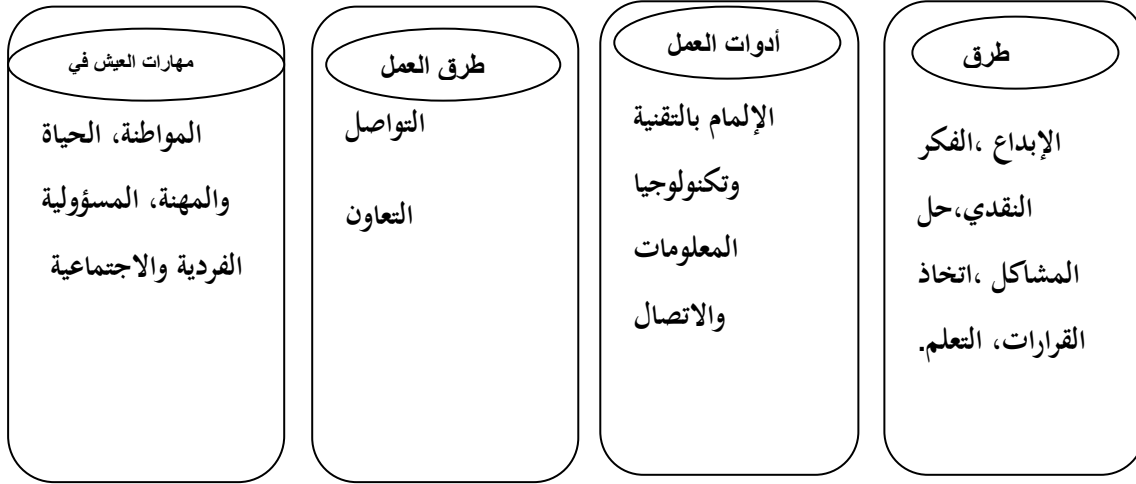 طرق
الإبداع ،الفكر
النقدي،حل
المشاكل ،اتخاذ
القرارات، التعلم.
أدوات العمل
الإلمام بالتقنية
وتكنولوجيا
المعلومات
والاتصال
طرق العمل
التواصل
التعاون
مهارات العيش في
المواطنة، الحياة
والمهنة، المسؤولية
الفردية والاجتماعية